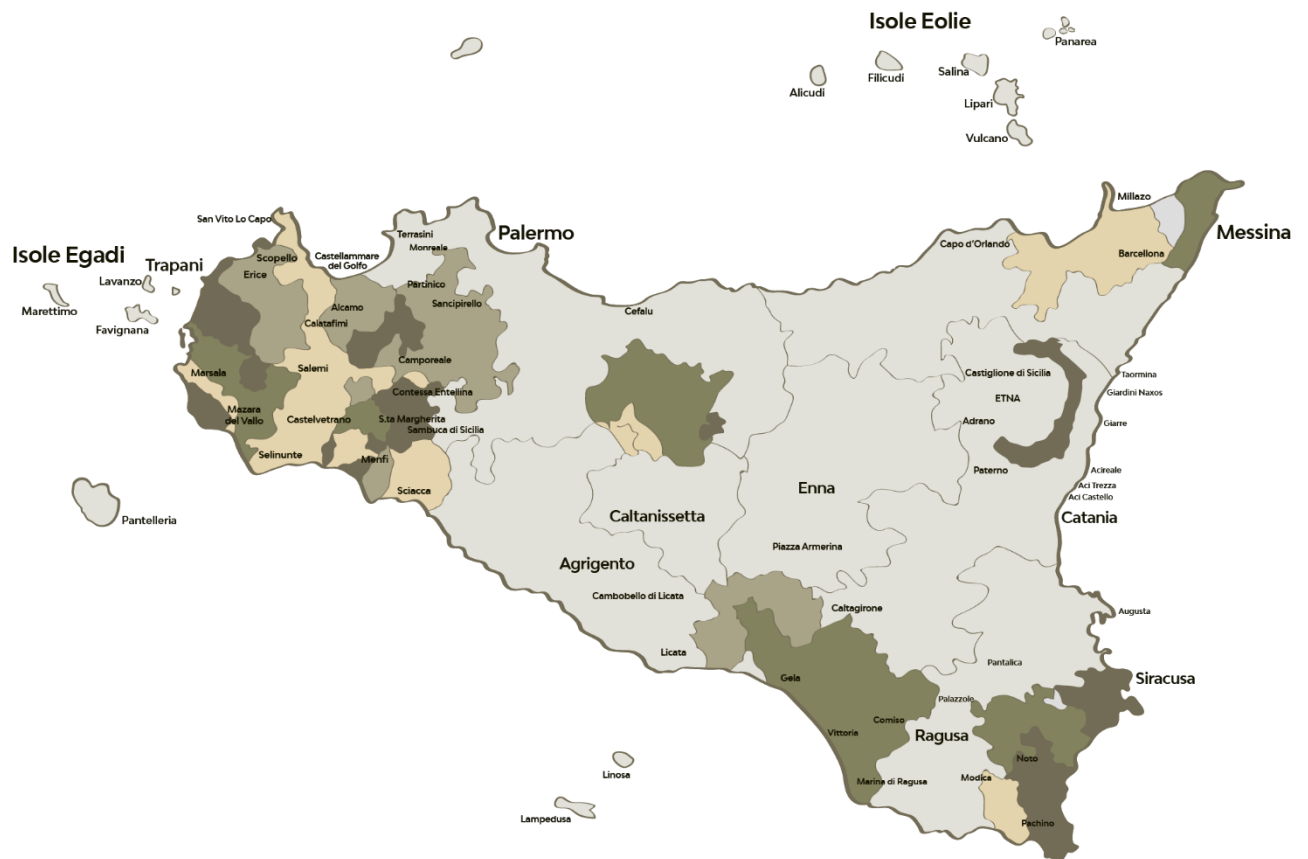 Isole Eolie
Panarea
Filicudi
Salina
Alicudi
Lipari
Vulcano
Millazo
San Vito Lo Capo
Terrasini
Palermo
Messina
Monreale
Capo d'Orlando
Isole Egadi
Scopello
Castellammare
del Golfo
Barcellona
Trapani
Erice
Lavanzo
Partinico
Marettimo
Sancipirello
Favignana
Alcamo
Cefalu
Calatafimi
Camporeale
Marsala
Salemi
Castiglione di Sicilia
Taormina
Contessa Entellina
Giardini Naxos
ETNA
Mazara
del Vallo
Castelvetrano
S.ta Margherita
Adrano
Giarre
Sambuca di Sicilia
Selinunte
Menfi
Paterno
Acireale
Sciacca
Enna
Aci Trezza
Aci Castello
Pantelleria
Caltanissetta
Catania
Piazza Armerina
Agrigento
Cambobello di Licata
Caltagirone
Augusta
Licata
Pantalica
Gela
Siracusa
Palazzolo
Comiso
Vittoria
Ragusa
Noto
Linosa
Marina di Ragusa
Modica
Lampedusa
Pachino